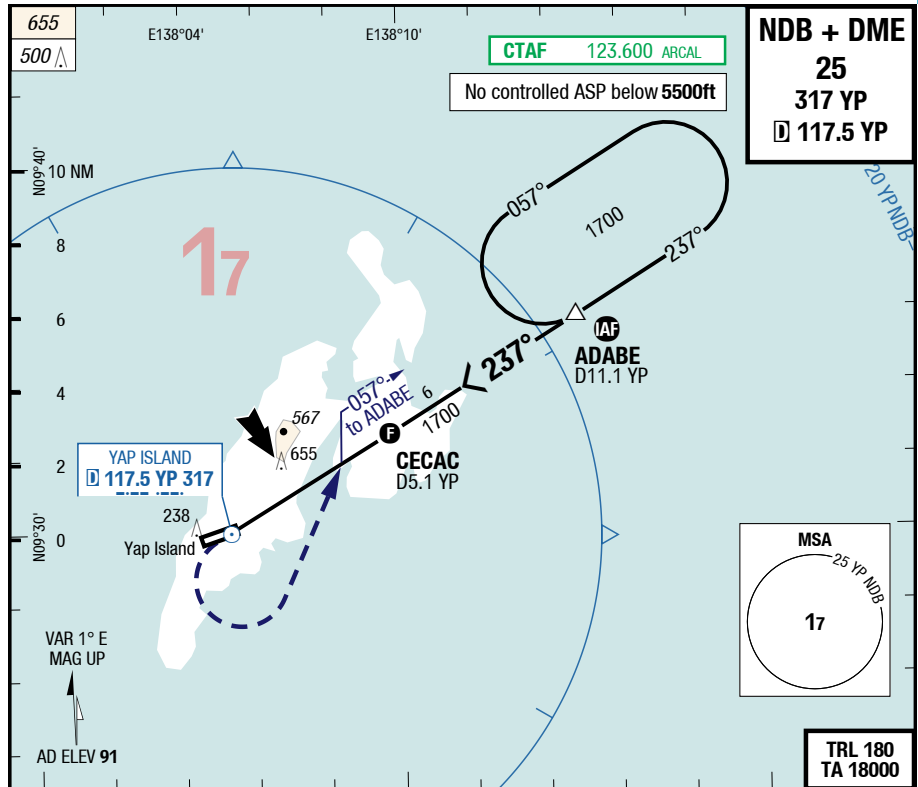 655
500
E138°04'
E138°10'
CTAF 123.600 ARCAL
No controlled ASP below 5500ft
NDB + DME
25
317 YP
D 117.5 YP
N09°40'
10 NM
20 YP NDB
17
057°
1700
237°
8
6
4
2
0
IAF
ADABE
D11.1 YP
237°
6
1700
057°
to ADABE
F
CECAC
D5.1 YP
567
655
YAP ISLAND
D 117.5 YP 317
238
Yap Island
N09°30'
MSA
25 YP NDB
17
VAR 1° E
MAG UP
AD ELEV 91
TRL 180
TA 18000